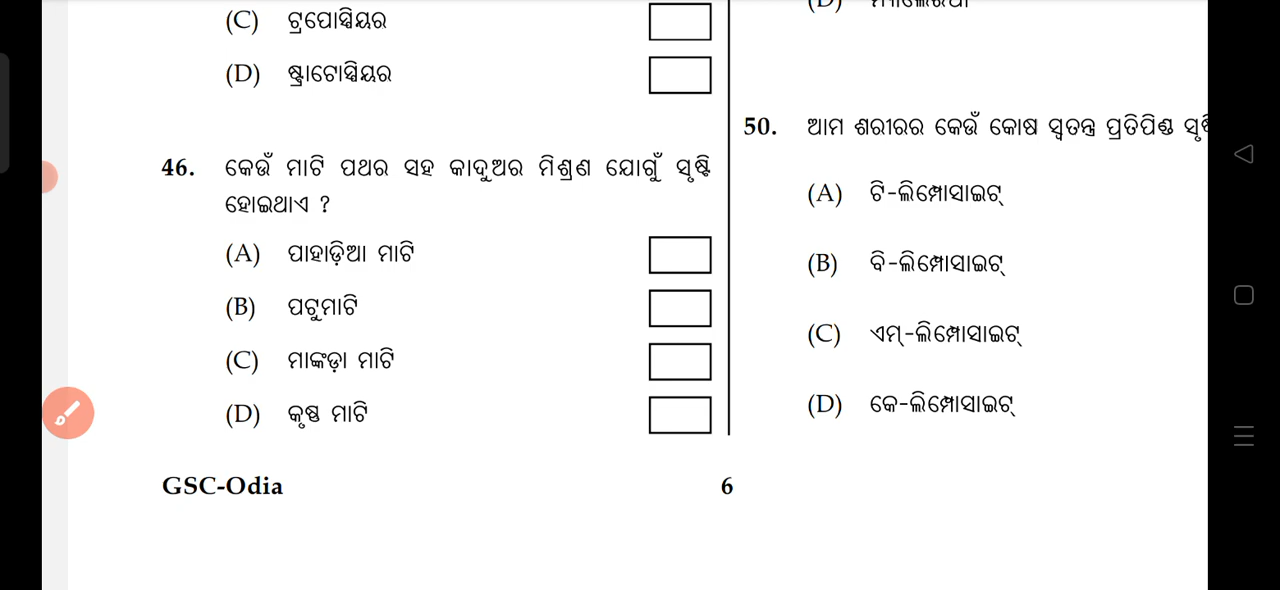 (C) ଟ୍ରପୋସ୍ପିୟର
(D) ଷ୍ଟ୍ରାଟୋସ୍ପିୟର
46. କେଉଁ ମାଟି ପଥର ସହ କାଦୁଅର ମିଶ୍ରଣ ଯୋଗୁଁ ସୃଷ୍ଟି
ହୋଇଥାଏ ?
(A) ପାହାଡ଼ିଆ ମାଟି
(B) ପଟୁମାଟି
(C) ମାଙ୍କଡ଼ା ମାଟି
(D) କୃଷ୍ଣ ମାଟି
GSC-Odia
6
(D)
50. ଆମ ଶରୀରର କେଉଁ କୋଷ ସ୍ୱତନ୍ତ୍ର ପ୍ରତିପିଣ୍ଡ
(A) ଟି-ଲିମ୍ଫୋସାଇଟ୍
(B) ବି-ଲିମ୍ଫୋସାଇଟ୍
(C) ଏମ୍-ଲିମ୍ଫୋସାଇଟ୍
(D) କେ-ଲିମ୍ଫୋସାଇଟ୍